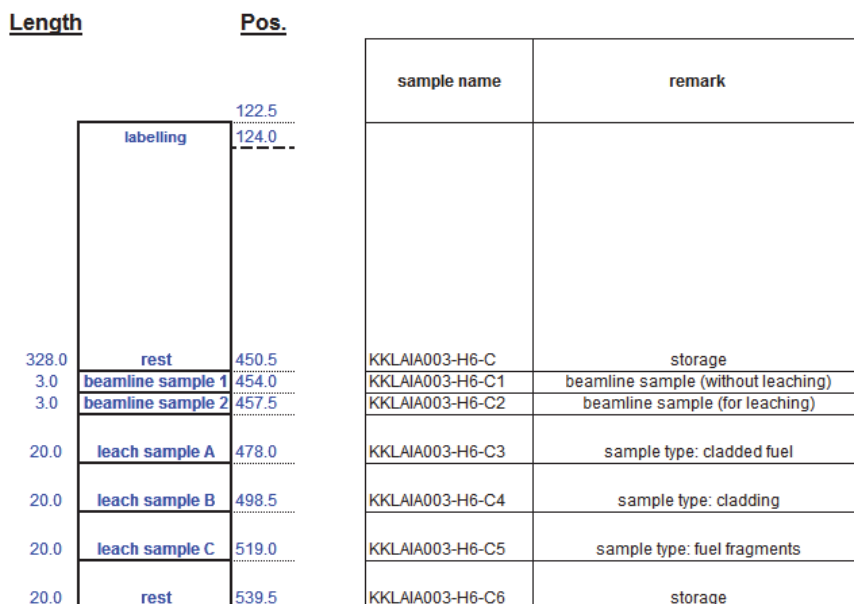 Length Pos.
sample name remark
122.5
labelling 124.0
328.0 rest 450.5 KKLAIA003-H6-C storage
3.0 beamline sample 1 454.0 KKLAIA003-H6-C1 beamline sample (without leaching)
3.0 beamline sample 2 457.5 KKLAIA003-H6-C2 beamline sample (for leaching)
20.0 leach sample A 478.0 KKLAIA003-H6-C3 sample type: cladded fuel
20.0 leach sample B 498.5 KKLAIA003-H6-C4 sample type: cladding
20.0 leach sample C 519.0 KKLAIA003-H6-C5 sample type: fuel fragments
20.0 rest 539.5 KKLAIA003-H6-C6 storage